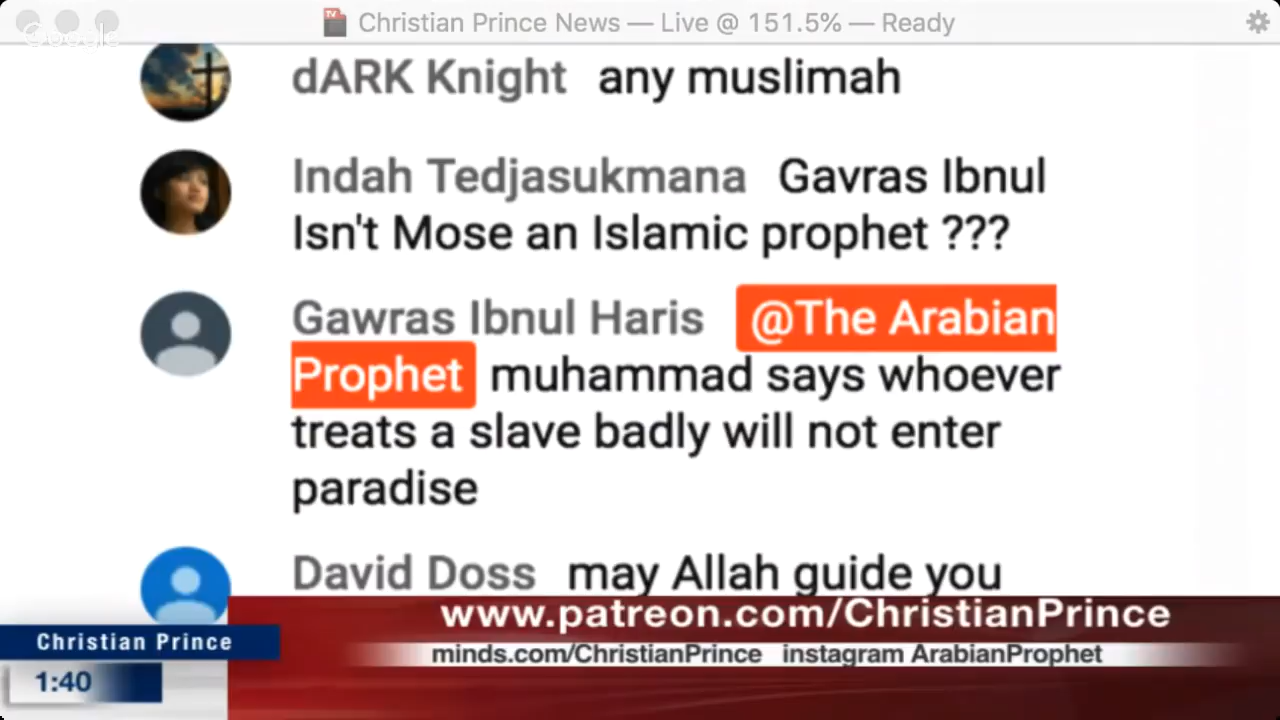 Christian Prince News — Live @ 151.5% — Ready
Google
dARK Knight any muslimah
Indah Tedjasukmana Gavras Ibnul
Isn't Mose an Islamic prophet ???
Gawras Ibnul Haris @The Arabian
Prophet muhammad says whoever
treats a slave badly will not enter
paradise
David Doss may Allah guide you
www.patreon.com/ChristianPrince
Christian Prince
minds.com/ChristianPrince instagram ArabianProphet
1:40